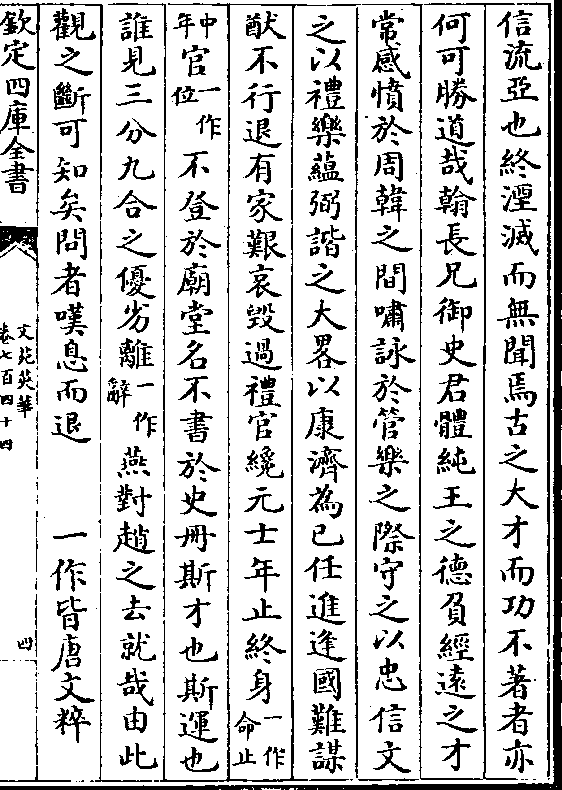 信流亞也終湮滅而無聞焉古之大才而功不著者亦
何可勝道哉翰長兄御史君體純王之德負經遠之才
常感憤於周韓之間嘯詠於管樂之際守之以忠信文
之以禮樂蘊弼諧之大畧以康濟為已任進逢國難謀
猷不行退有家艱哀毀過禮官纔元士年止終身一作命止
中年官一作位不登於廟堂名不書於史冊斯才也斯運也
誰見三分九合之優劣離一作辭燕對趙之去就哉由此
觀之斷可知矣問者嘆息而退 一作皆唐文粹
欽定四庫全書
文苑英華
卷七百四十四
四